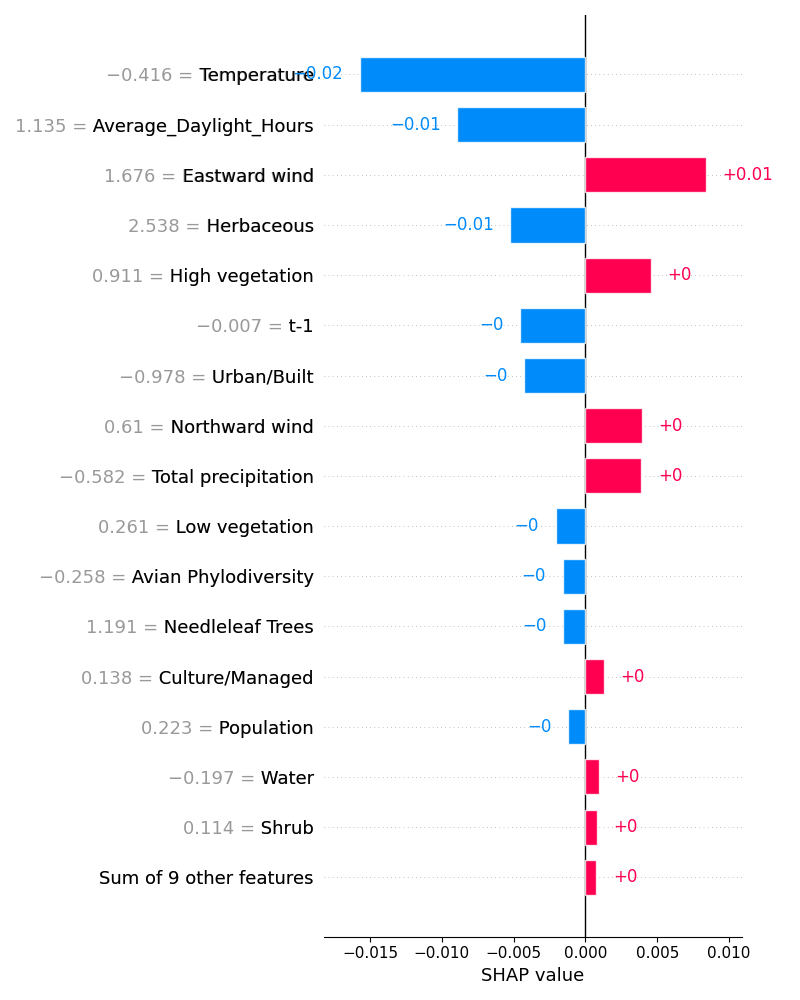 −0.416 = Temperature −0.02
1.135 = Average_Daylight_Hours −0.01
1.676 = Eastward wind +0.01
2.538 = Herbaceous −0.01
0.911 = High vegetation +0
−0.007 = t-1 −0
−0.978 = Urban/Built −0
0.61 = Northward wind +0
−0.582 = Total precipitation +0
0.261 = Low vegetation −0
−0.258 = Avian Phylodiversity −0
1.191 = Needleleaf Trees −0
0.138 = Culture/Managed +0
0.223 = Population −0
−0.197 = Water +0
0.114 = Shrub +0
Sum of 9 other features +0
−0.015 −0.010 −0.005 0.000 0.005 0.010
SHAP value